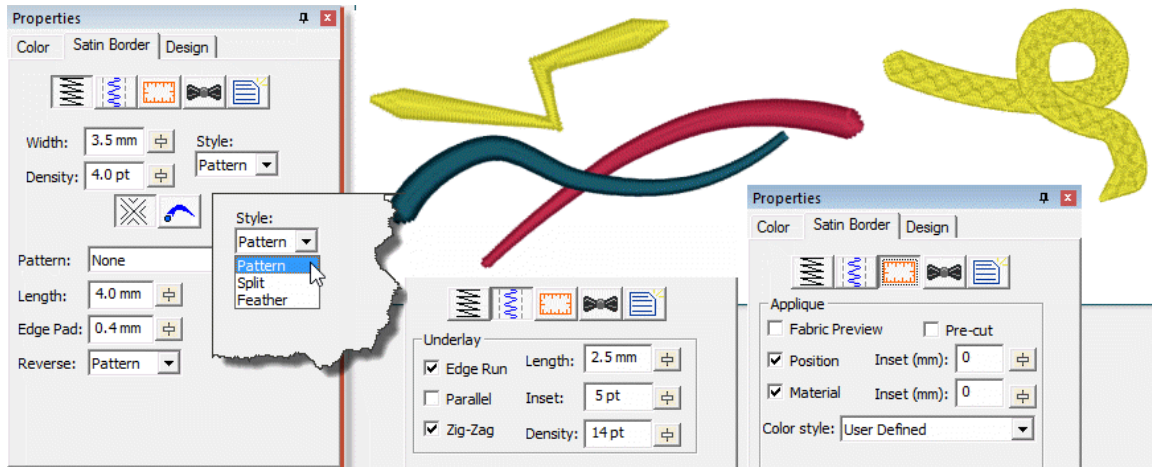 Properties
Color Satin Border Design
Width: 3.5 mm Style:
Density: 4.0 pt Pattern
Pattern: None
Length: 4.0 mm
Edge Pad: 0.4 mm
Reverse: Pattern
Style:
Pattern
Pattern
Split
Feather
Underlay
Edge Run Length: 2.5 mm
Parallel Inset: 5 pt
Zig-Zag Density: 14 pt
Properties
Color Satin Border Design
Applique
Fabric Preview Pre-cut
Position Inset (mm): 0
Material Inset (mm): 0
Color style: User Defined